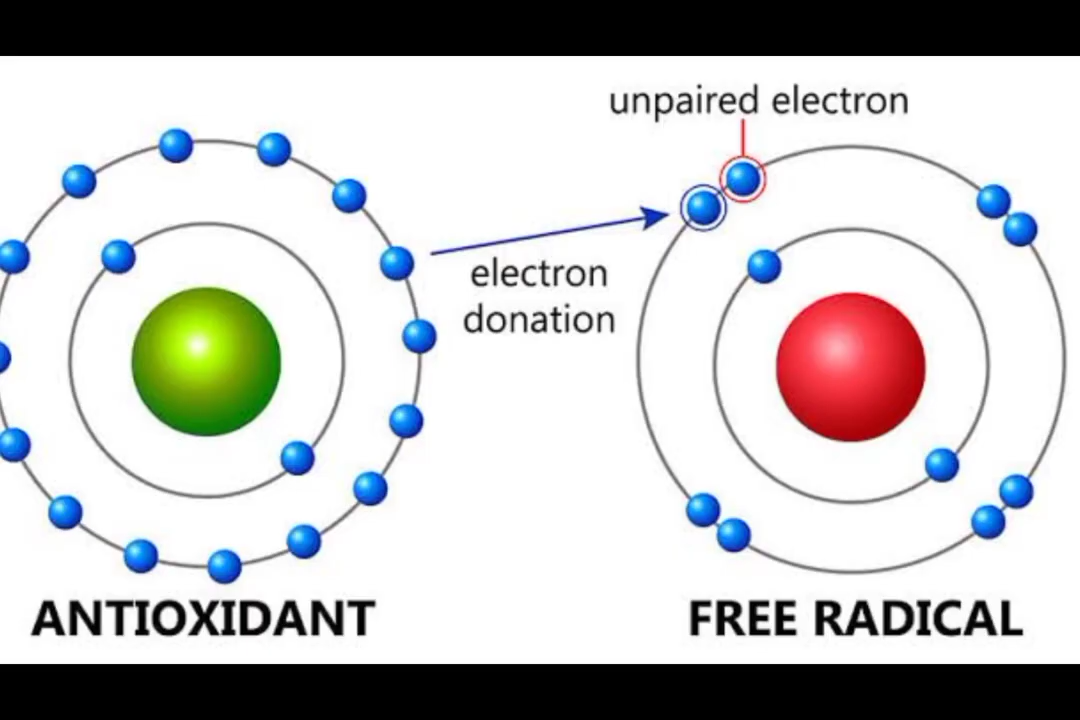 unpaired electron
electron
donation
ANTIOXIDANT
FREE RADICAL